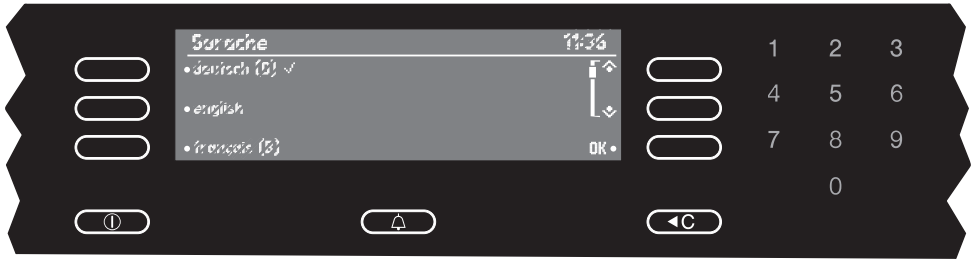 Sprache 11:36
• deutsch (D) ✓
• english
• français (B) OK •
1 2 3
4 5 6
7 8 9
0
C